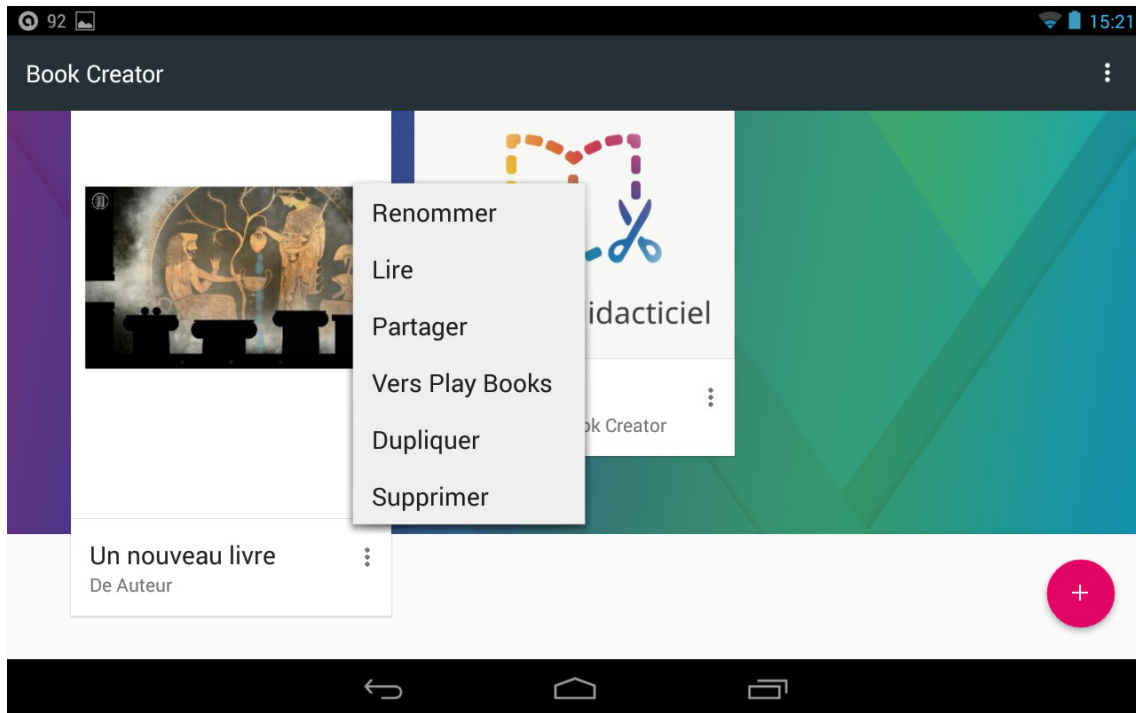 92
15:21
Book Creator
Renommer
Lire
Partager
Vers Play Books
Dupliquer
Supprimer
idacticiel
ok Creator
Un nouveau livre
De Auteur